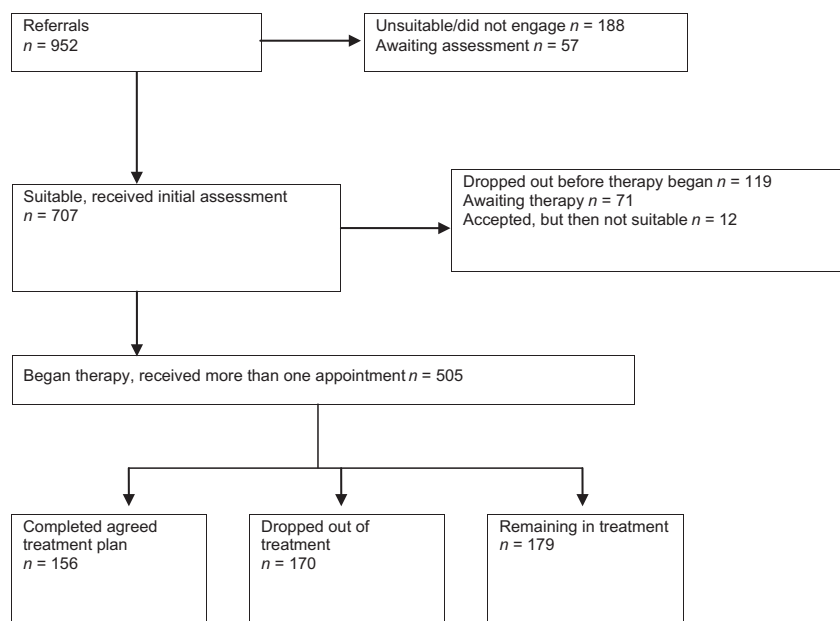 Referrals
n = 952
Unsuitable/did not engage n = 188
Awaiting assessment n = 57
Suitable, received initial assessment
n = 707
Dropped out before therapy began n = 119
Awaiting therapy n = 71
Accepted, but then not suitable n = 12
Began therapy, received more than one appointment n = 505
Completed agreed
treatment plan
n = 156
Dropped out of
treatment
n = 170
Remaining in treatment
n = 179